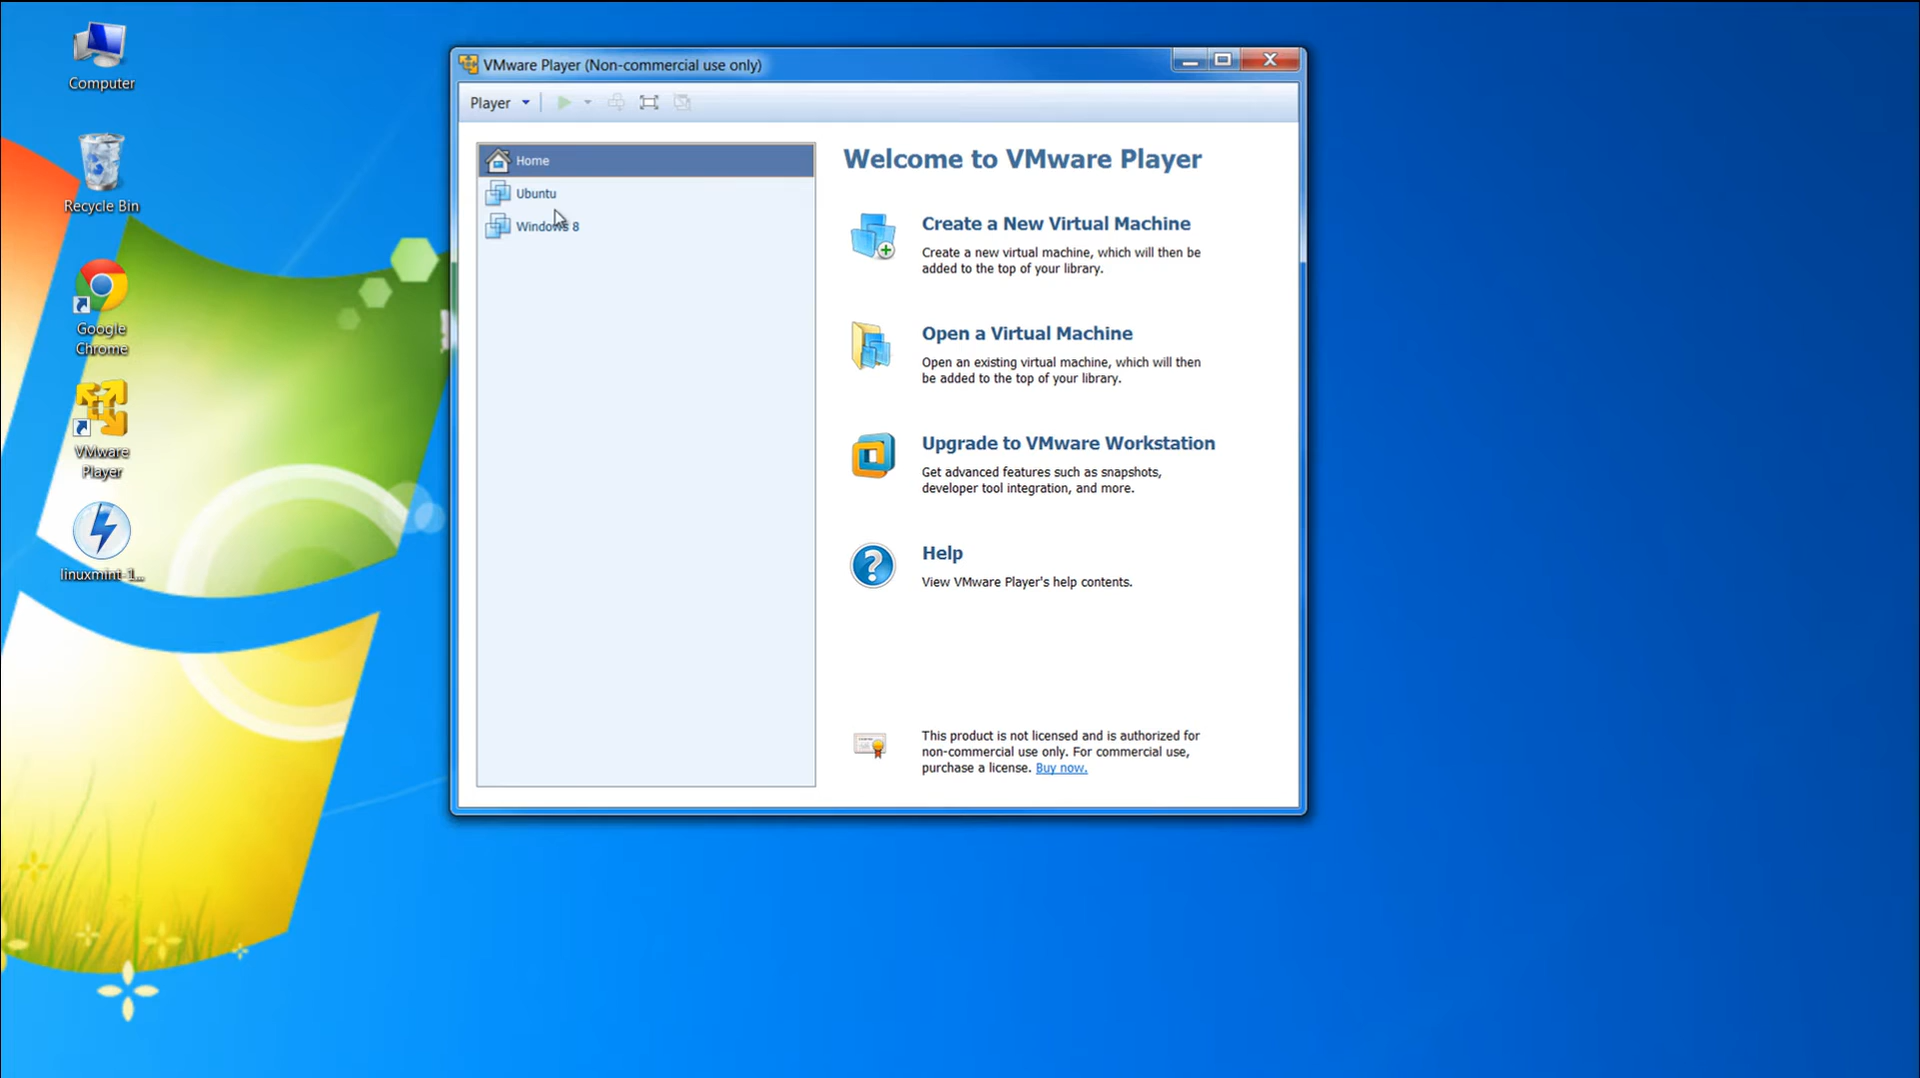 Computer
Recycle Bin
Google
Chrome
VMware
Player
linuxmint-1...
VMware Player (Non-commercial use only)
Player
Home
Ubuntu
Windows 8
Welcome to VMware Player
Create a New Virtual Machine
Create a new virtual machine, which will then be
added to the top of your library.
Open a Virtual Machine
Open an existing virtual machine, which will then
be added to the top of your library.
Upgrade to VMware Workstation
Get advanced features such as snapshots,
developer tool integration, and more.
Help
View VMware Player's help contents.
This product is not licensed and is authorized for
non-commercial use only. For commercial use,
purchase a license. Buy now.